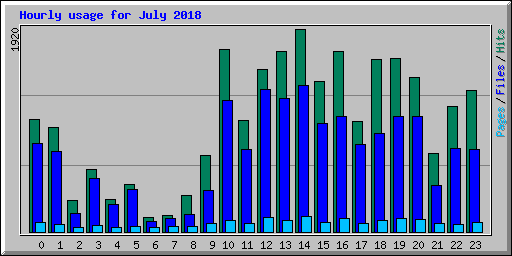 Hourly usage for July 2018
1920
Pages/Files/Hits
0 1 2 3 4 5 6 7 8 9 10 11 12 13 14 15 16 17 18 19 20 21 22 23